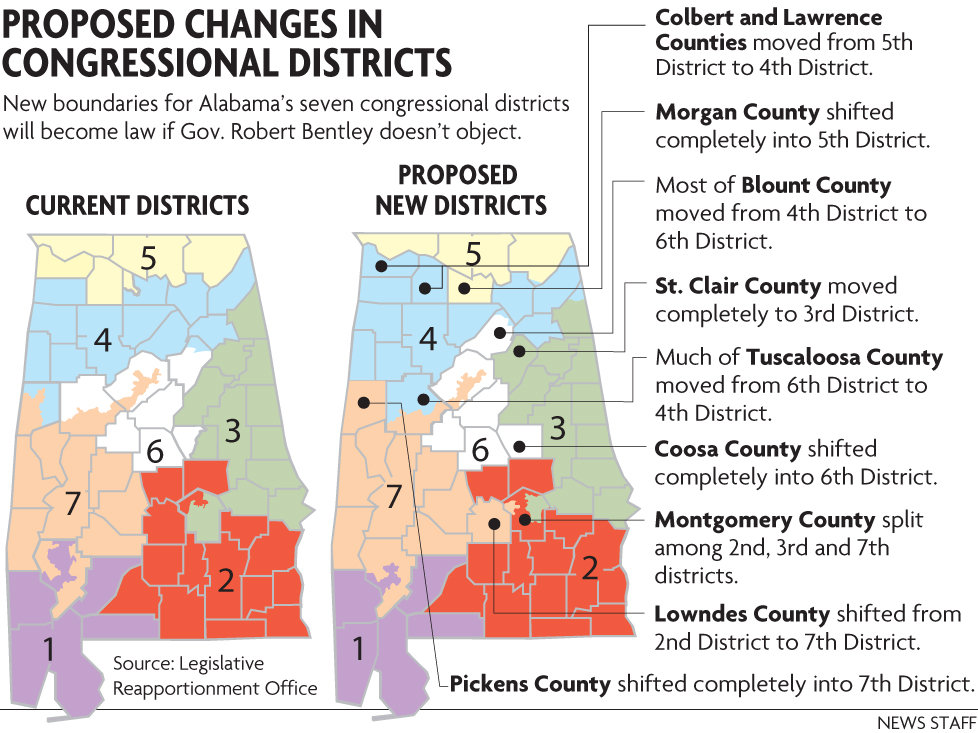 PROPOSED CHANGES IN
CONGRESSIONAL DISTRICTS
New boundaries for Alabama's seven congressional districts
will become law if Gov. Robert Bentley doesn't object.
CURRENT DISTRICTS
5
4
3
6
7
2
1
Source: Legislative
Reapportionment Office
PROPOSED
NEW DISTRICTS
5
4
3
6
7
2
1
Colbert and Lawrence
Counties moved from 5th
District to 4th District.
Morgan County shifted
completely into 5th District.
Most of Blount County
moved from 4th District to
6th District.
St. Clair County moved
completely to 3rd District.
Much of Tuscaloosa County
moved from 6th District to
4th District.
Coosa County shifted
completely into 6th District.
Montgomery County split
among 2nd, 3rd and 7th
districts.
Lowndes County shifted from
2nd District to 7th District.
Pickens County shifted completely into 7th District.
NEWS STAFF